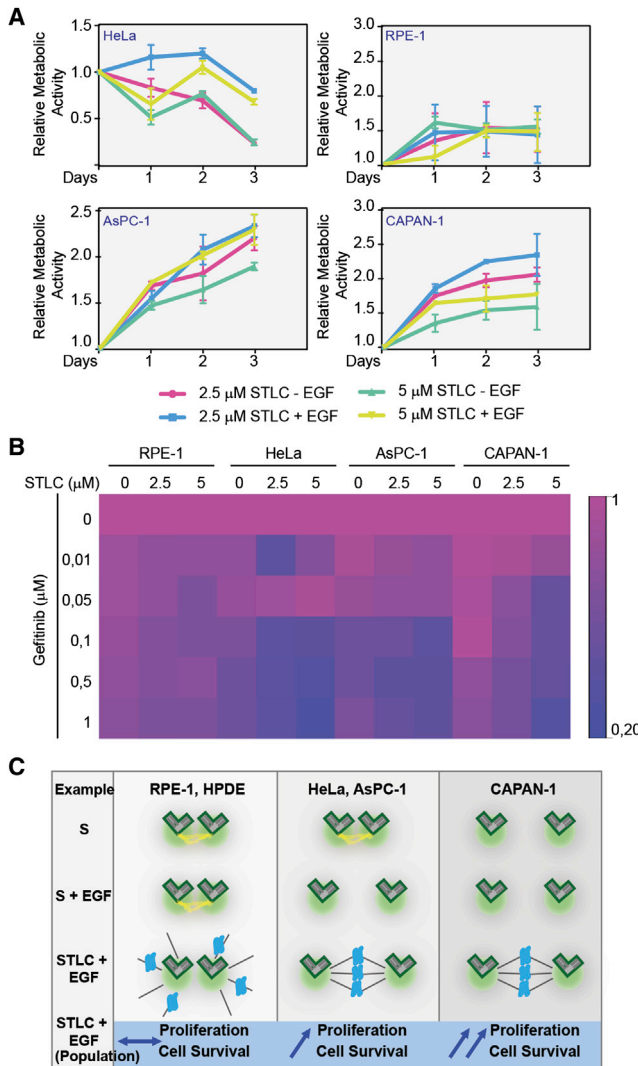 A
HeLa
1.5
1.0
0.5
Relative Metabolic
Activity
Days
1
2
3
RPE-1
3.0
2.5
2.0
1.5
1.0
Relative Metabolic
Activity
Days
1
2
3
AsPC-1
2.5
2.0
1.5
1.0
Relative Metabolic
Activity
Days
1
2
3
CAPAN-1
3.0
2.5
2.0
1.5
1.0
Relative Metabolic
Activity
Days
1
2
3
2.5 µM STLC - EGF
5 µM STLC - EGF
2.5 µM STLC + EGF
5 µM STLC + EGF
B
RPE-1 HeLa AsPC-1 CAPAN-1
STLC (µM) 0 2.5 5 0 2.5 5 0 2.5 5 0 2.5 5
Gefitinib (µM)
0
0,01
0,05
0,1
0,5
1
1
0,20
C
Example RPE-1, HPDE HeLa, AsPC-1 CAPAN-1
S
S + EGF
STLC +
EGF
STLC +
EGF
(Population)
Proliferation
Cell Survival
Proliferation
Cell Survival
Proliferation
Cell Survival